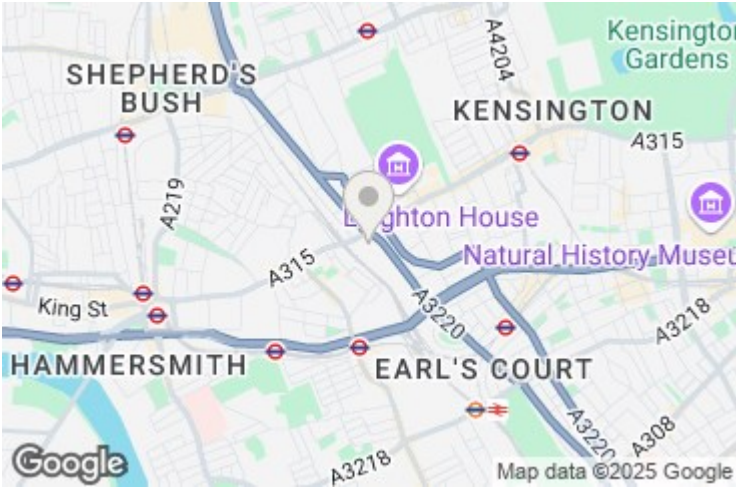 Kensington
Gardens
A4204
SHEPHERD'S
BUSH
KENSINGTON
A315
A219
Leighton House
Natural History Museu
A315
King St
A3220
A3218
HAMMERSMITH
EARL'S COURT
A3220
A308
A3218
Google
Map data ©2025 Google